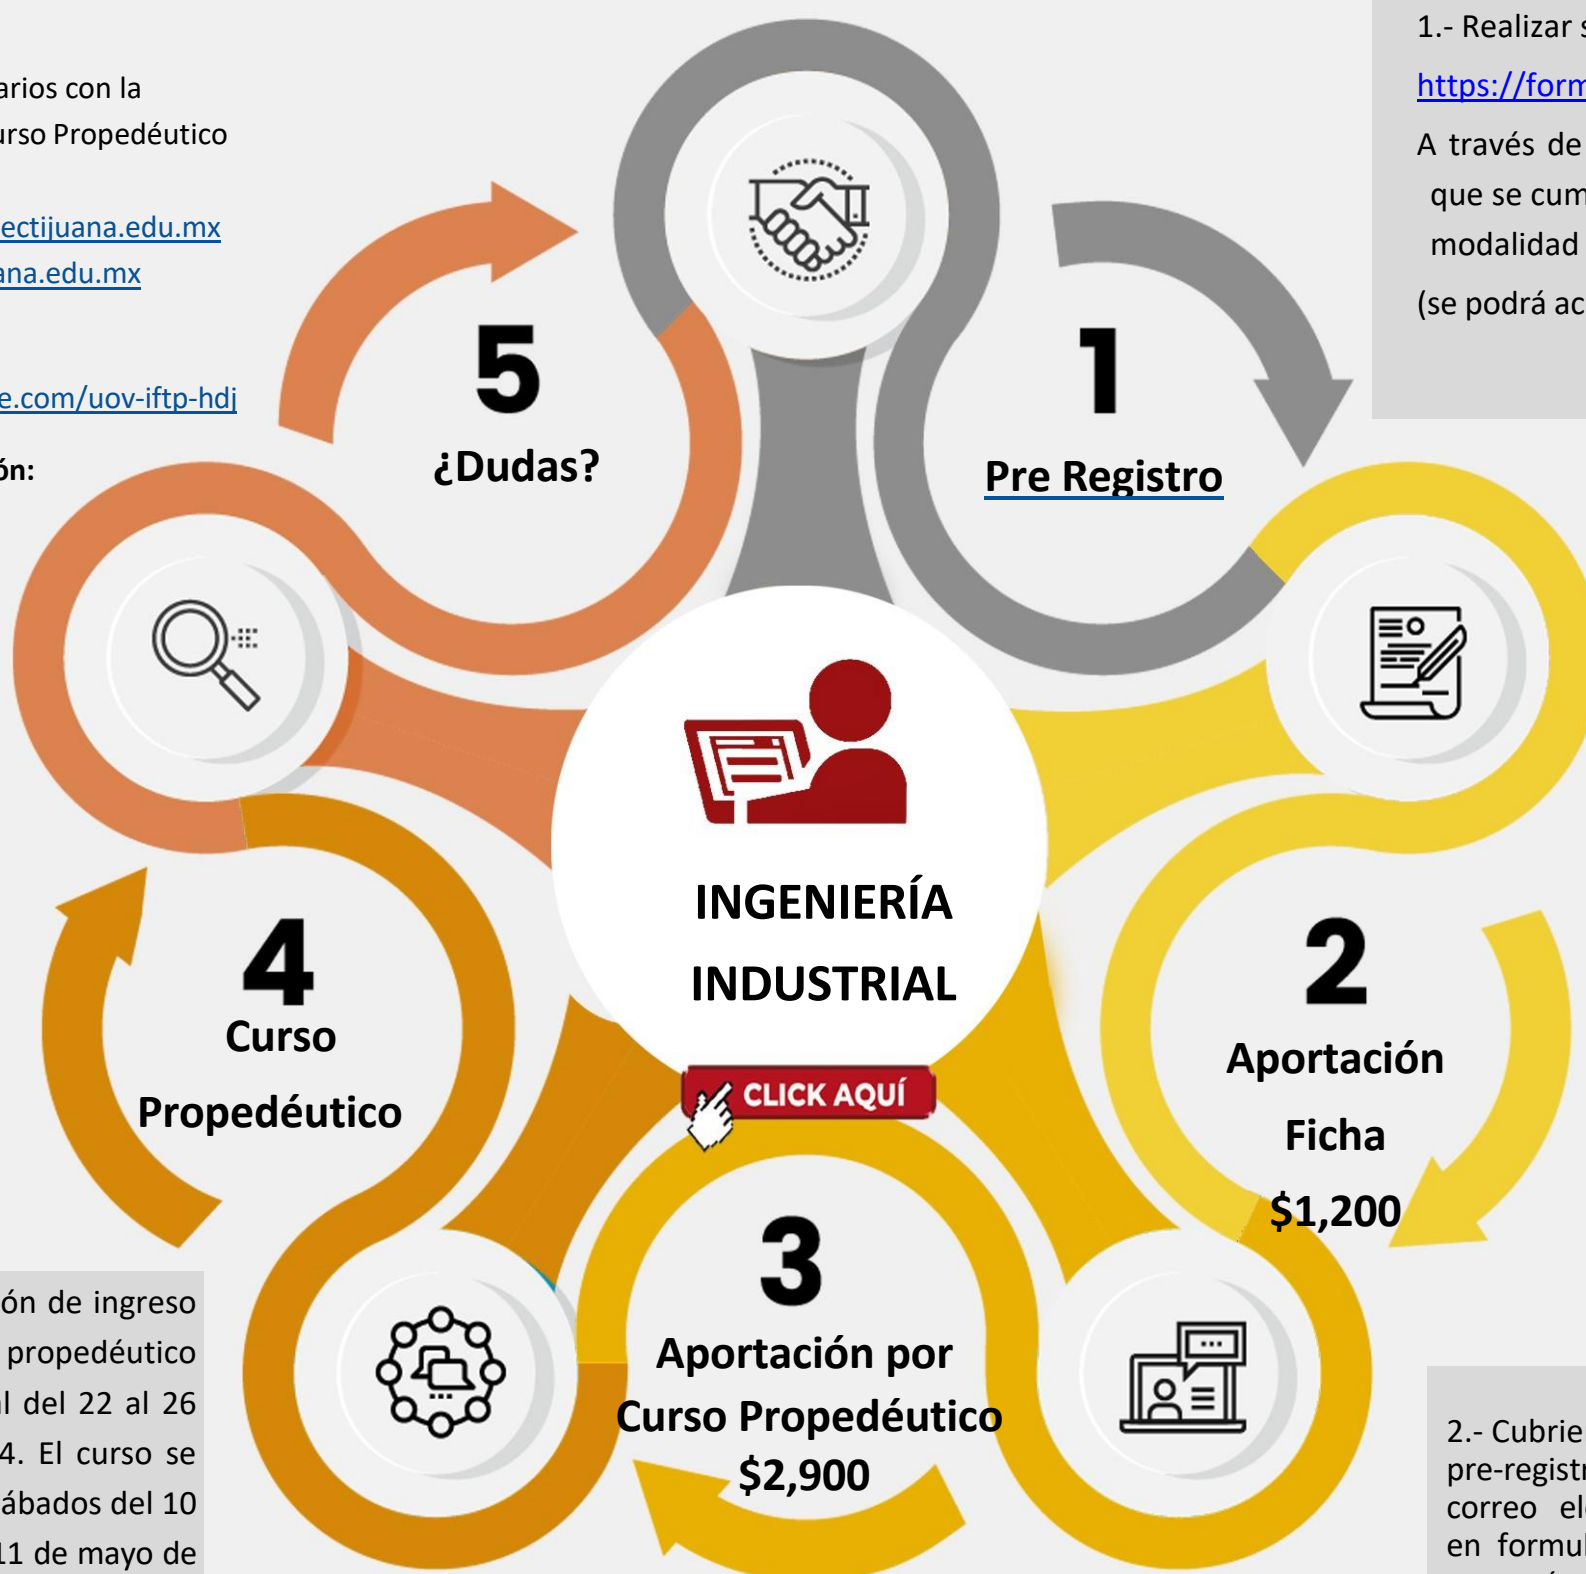 arios con la
urso Propedéutico
ectijuana.edu.mx
ana.edu.mx
e.com/uov-iftp-hdj
ón:
1.- Realizar s
https://form
A través de
que se cum
modalidad
(se podrá ac
5
¿Dudas?
1
Pre Registro
INGENIERÍA
INDUSTRIAL
CLICK AQUÍ
4
Curso
Propedéutico
2
Aportación
Ficha
$1,200
3
Aportación por
Curso Propedéutico
$2,900
ón de ingreso
propedéutico
al del 22 al 26
4. El curso se
ábados del 10
11 de mayo de
2.- Cubrie
pre-registr
correo ele
en formul